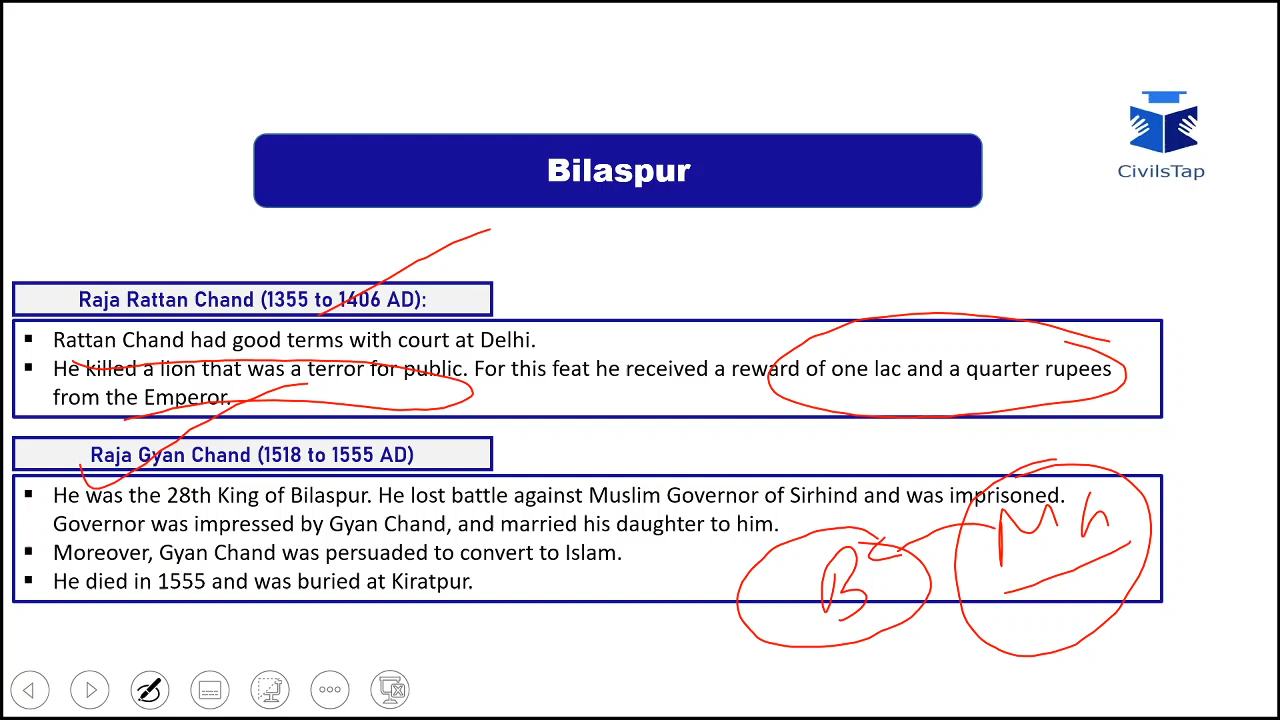 CivilsTap
Bilaspur
Raja Rattan Chand (1355 to 1406 AD):
▪ Rattan Chand had good terms with court at Delhi.
▪ He killed a lion that was a terror for public. For this feat he received a reward of one lac and a quarter rupees
from the Emperor.
Raja Gyan Chand (1518 to 1555 AD)
▪ He was the 28th King of Bilaspur. He lost battle against Muslim Governor of Sirhind and was imprisoned.
Governor was impressed by Gyan Chand, and married his daughter to him.
▪ Moreover, Gyan Chand was persuaded to convert to Islam.
▪ He died in 1555 and was buried at Kiratpur.
B